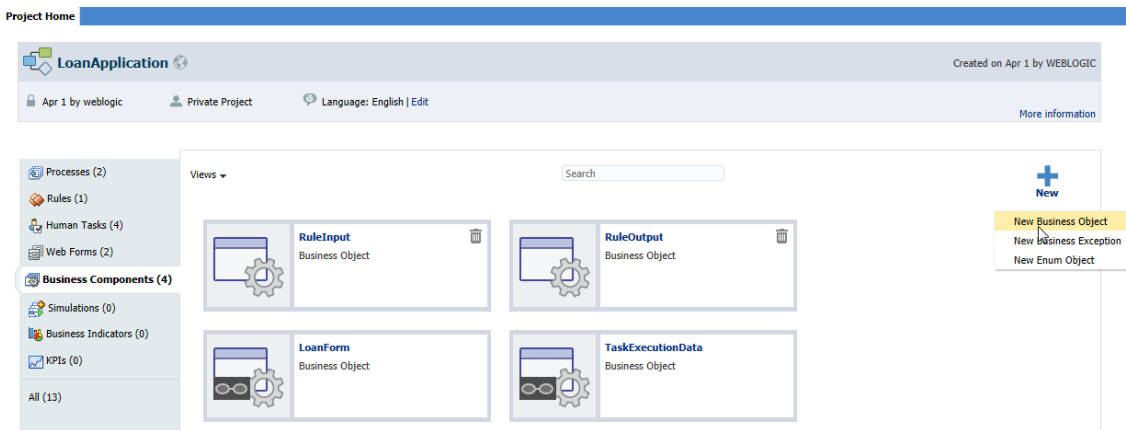 Project Home
LoanApplication
Created on Apr 1 by WEBLOGIC
Apr 1 by weblogic
Private Project
Language: English | Edit
More information
Processes (2)
Rules (1)
Human Tasks (4)
Web Forms (2)
Business Components (4)
Simulations (0)
Business Indicators (0)
KPIs (0)
All (13)
Views
Search
New
New Business Object
New Business Exception
New Enum Object
RuleInput
Business Object
RuleOutput
Business Object
LoanForm
Business Object
TaskExecutionData
Business Object